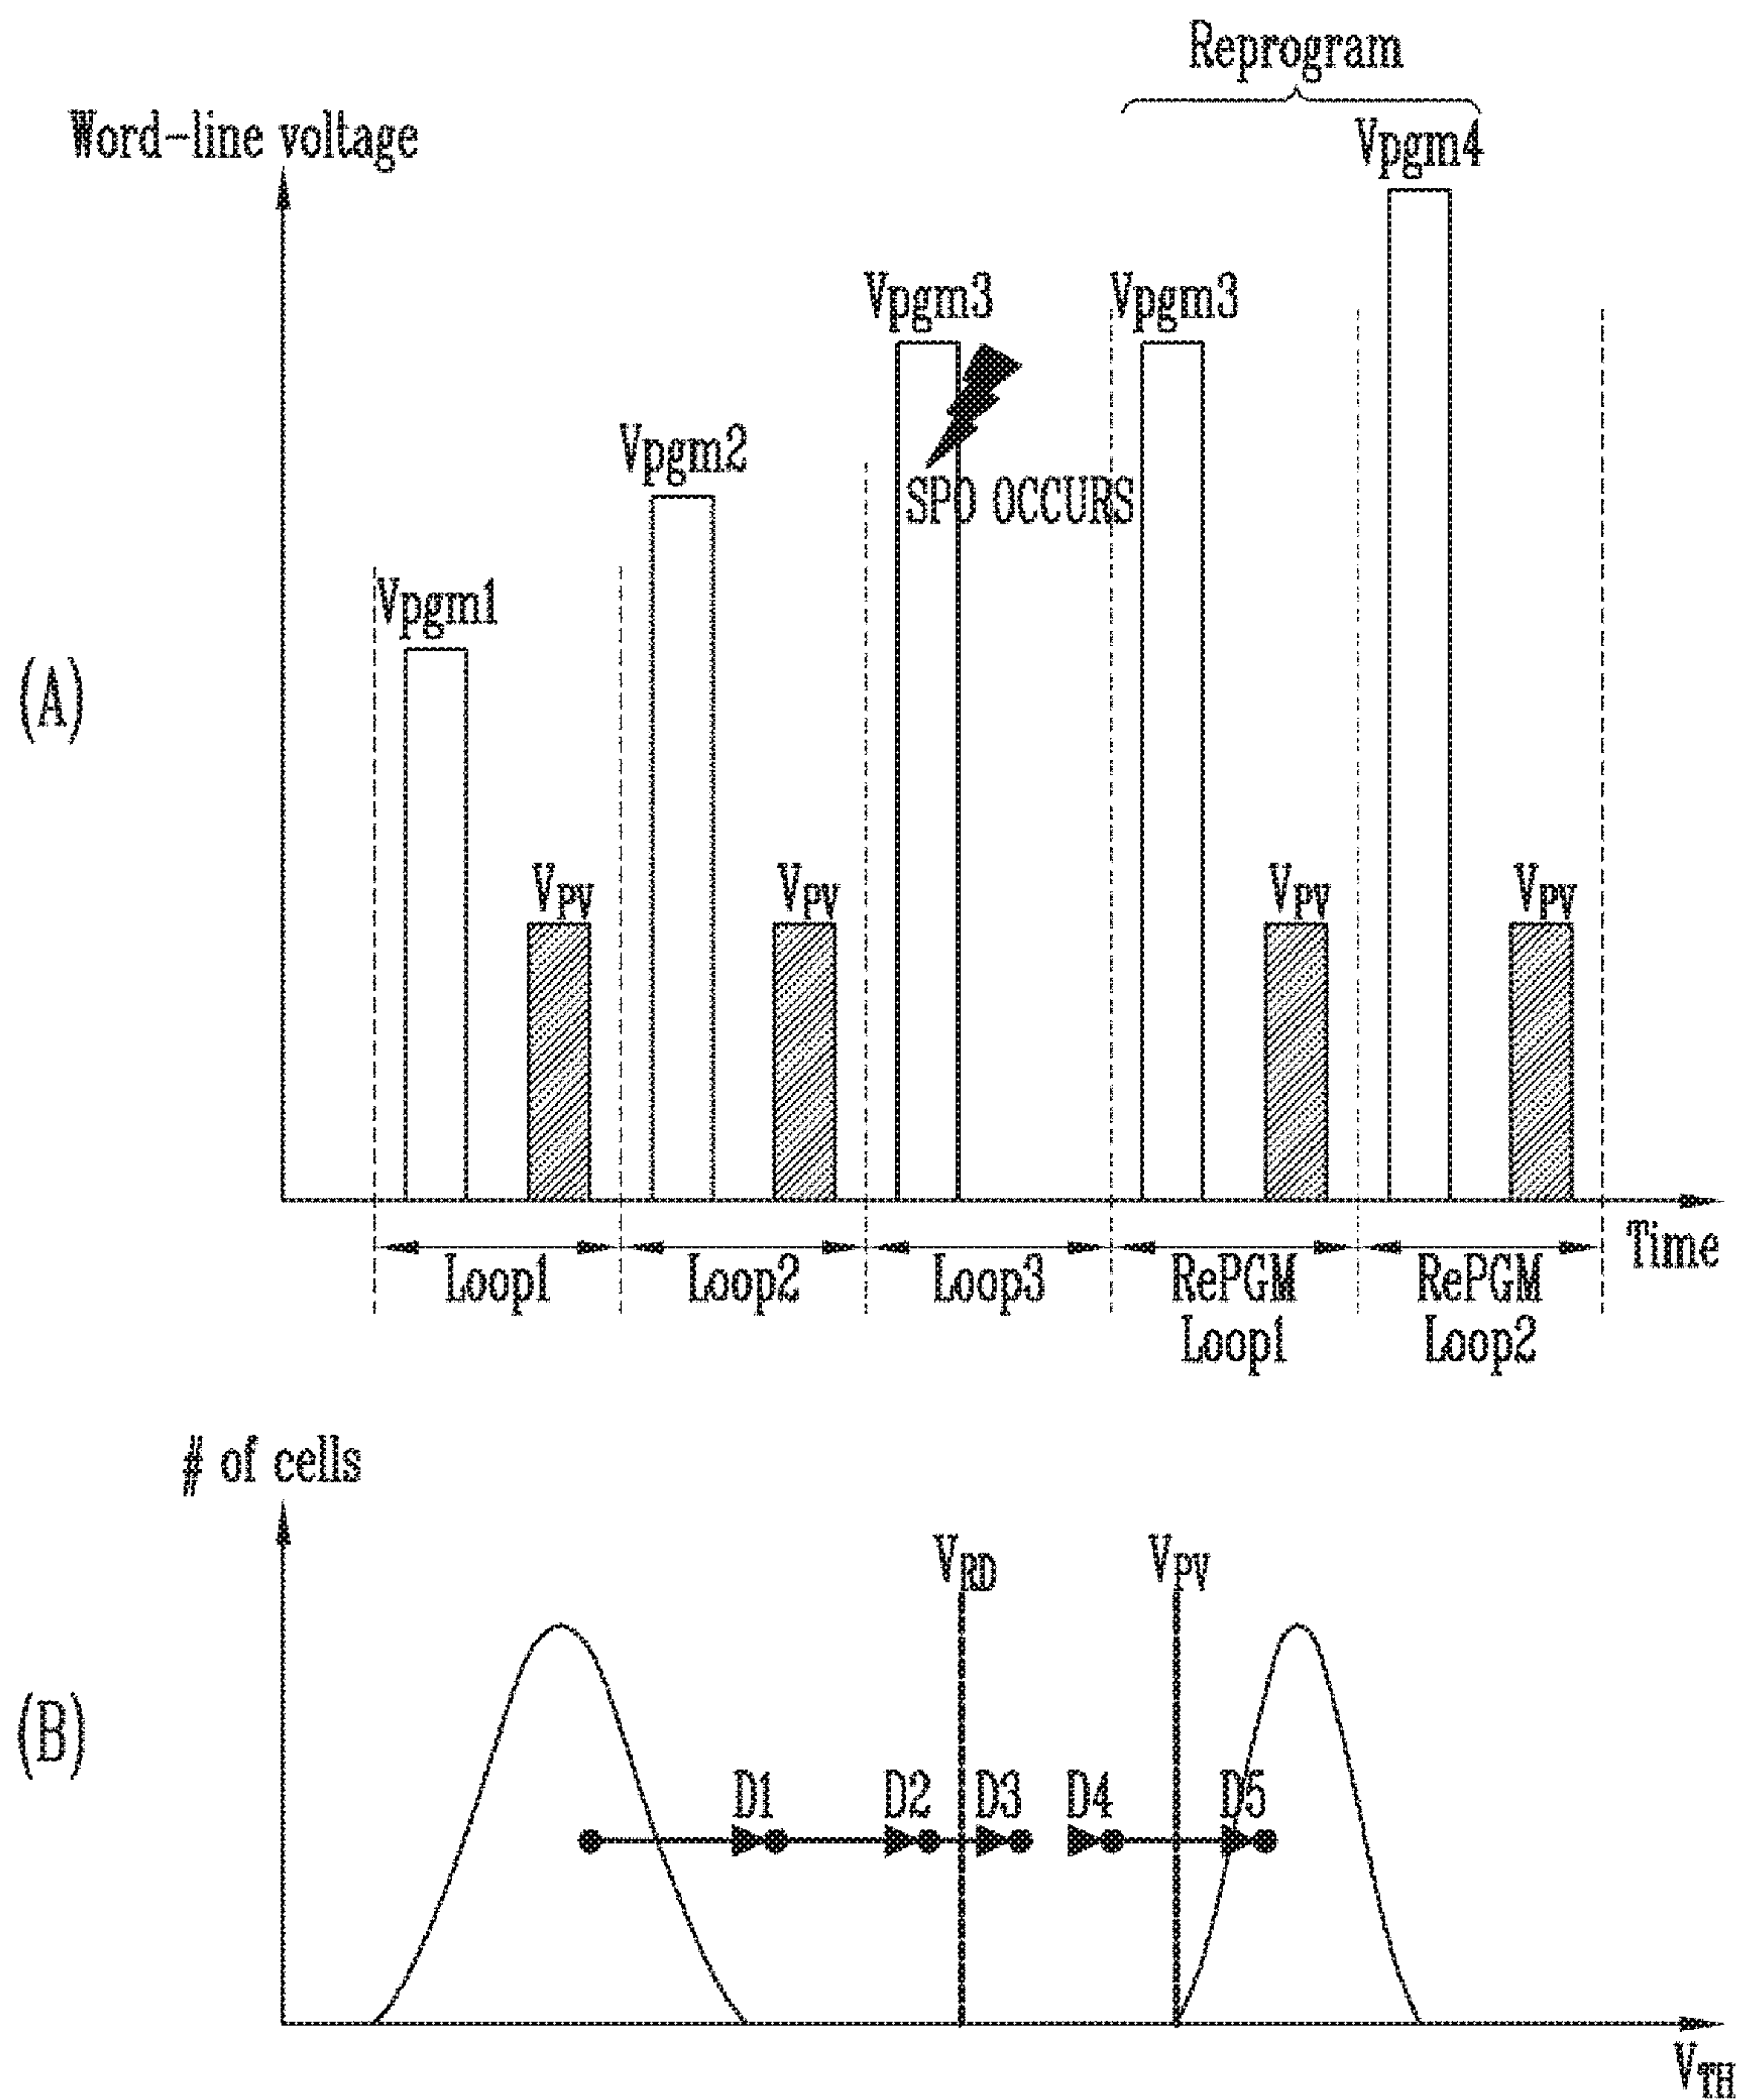 Reprogram
Word-line voltage
Vpgm4
Vpgm3
Vpgm3
SPO OCCURS
Vpgm2
Vpgm1
(A)
VPV
VPV
VPV
VPV
Time
Loop1
Loop2
Loop3
RePGM
Loop1
RePGM
Loop2
# of cells
VRD
VPV
(B)
D1
D2
D3
D4
D5
VTH